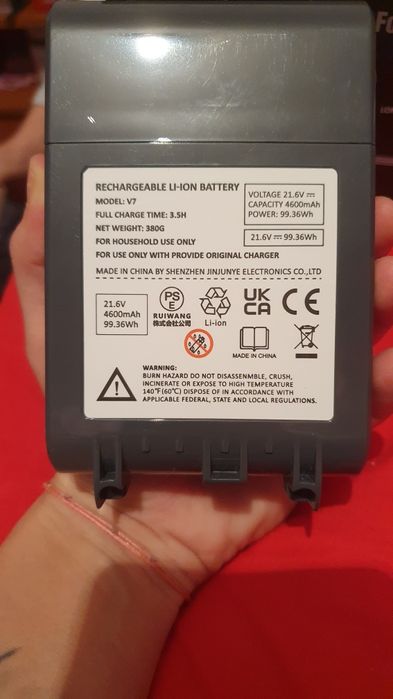 Fo
RECHARGEABLE LI-ION BATTERY
MODEL: V7
FULL CHARGE TIME: 3.5H
NET WEIGHT: 380G
FOR HOUSEHOLD USE ONLY
FOR USE ONLY WITH PROVIDE ORIGINAL CHARGER
VOLTAGE 21.6V
CAPACITY 4600mAh
POWER: 99.36Wh
21.6V 99.36Wh
MADE IN CHINA BY SHENZHEN JINJUNYE ELECTRONICS CO.,LTD
21.6V
4600mAh
99.36Wh
PS
E
RUIWANG
株式会社公司
Li-ion
UK
CA
CE
MADE IN CHINA
WARNING:
BURN HAZARD DO NOT DISASSENMBLE, CRUSH,
INCINERATE OR EXPOSE TO HIGH TEMPERATURE
140°F(60℃) DISPOSE OF IN ACCORDANCE WITH
APPLICABLE FEDERAL, STATE AND LOCAL REGULATIONS.